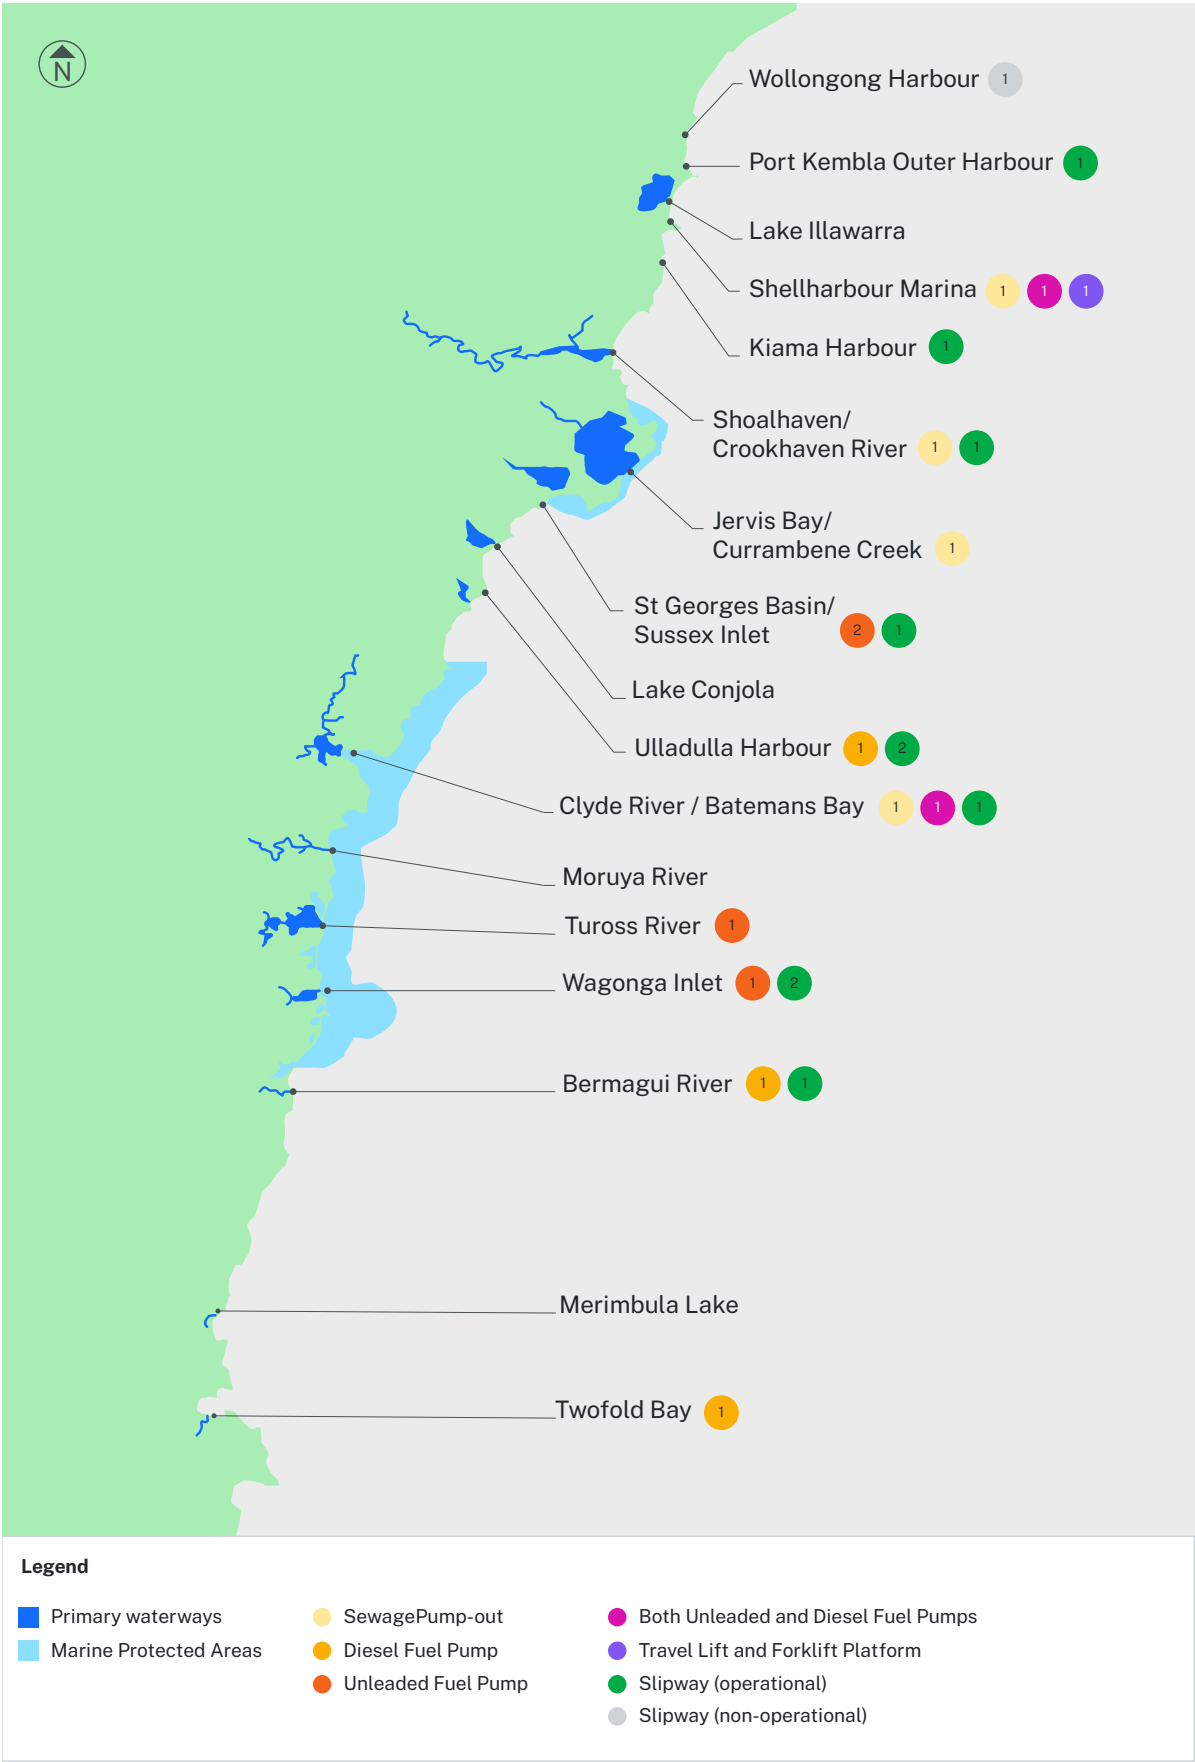 N
Wollongong Harbour 1
Port Kembla Outer Harbour 1
Lake Illawarra
Shellharbour Marina 1 1 1
Kiama Harbour 1
Shoalhaven/
Crookhaven River 1 1
Jervis Bay/
Currambene Creek 1
St Georges Basin/
Sussex Inlet 2 1
Lake Conjola
Ulladulla Harbour 1 2
Clyde River / Batemans Bay 1 1 1
Moruya River
Tuross River 1
Wagonga Inlet 1 2
Bermagui River 1 1
Merimbula Lake
Twofold Bay 1
Legend
Primary waterways
Marine Protected Areas
SewagePump-out
Diesel Fuel Pump
Unleaded Fuel Pump
Both Unleaded and Diesel Fuel Pumps
Travel Lift and Forklift Platform
Slipway (operational)
Slipway (non-operational)